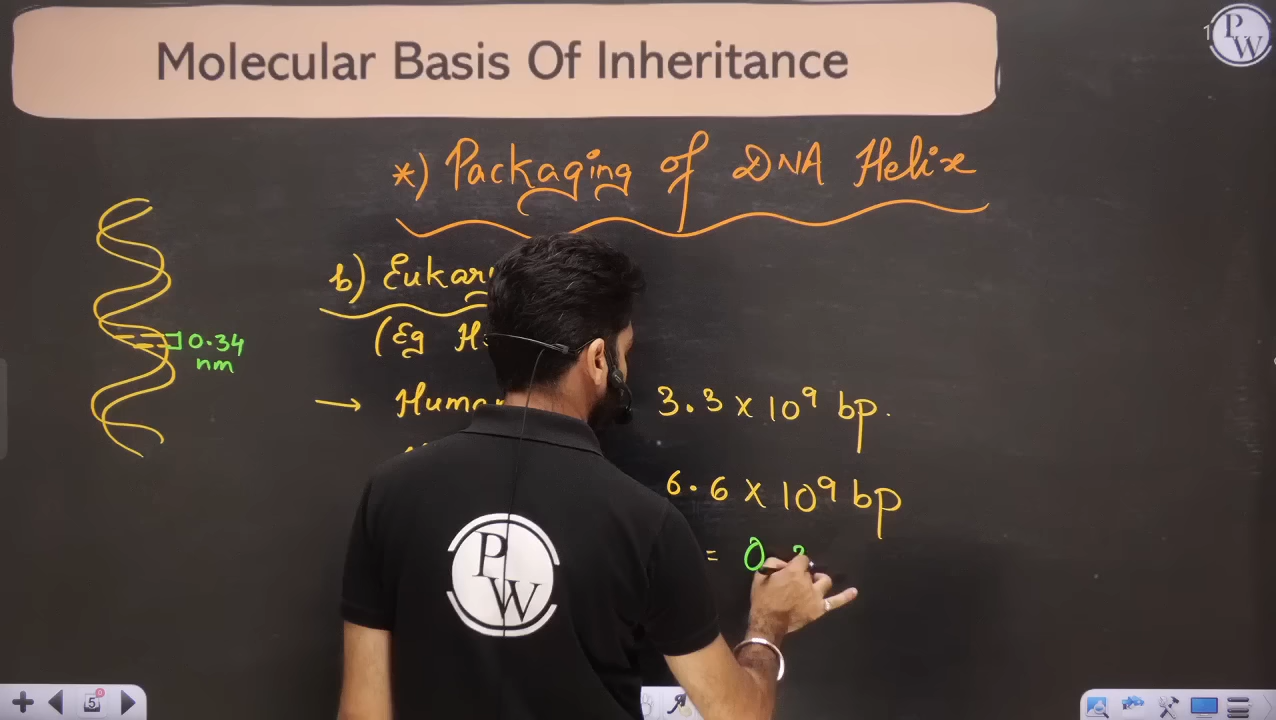 Molecular Basis Of Inheritance
PW
*) Packaging of DNA Helix
b) Eukar
(Eg H
0.34
nm
→ Huma
3.3 × 10⁹ bp.
6.6 × 10⁹ bp
= 0.
PW
5